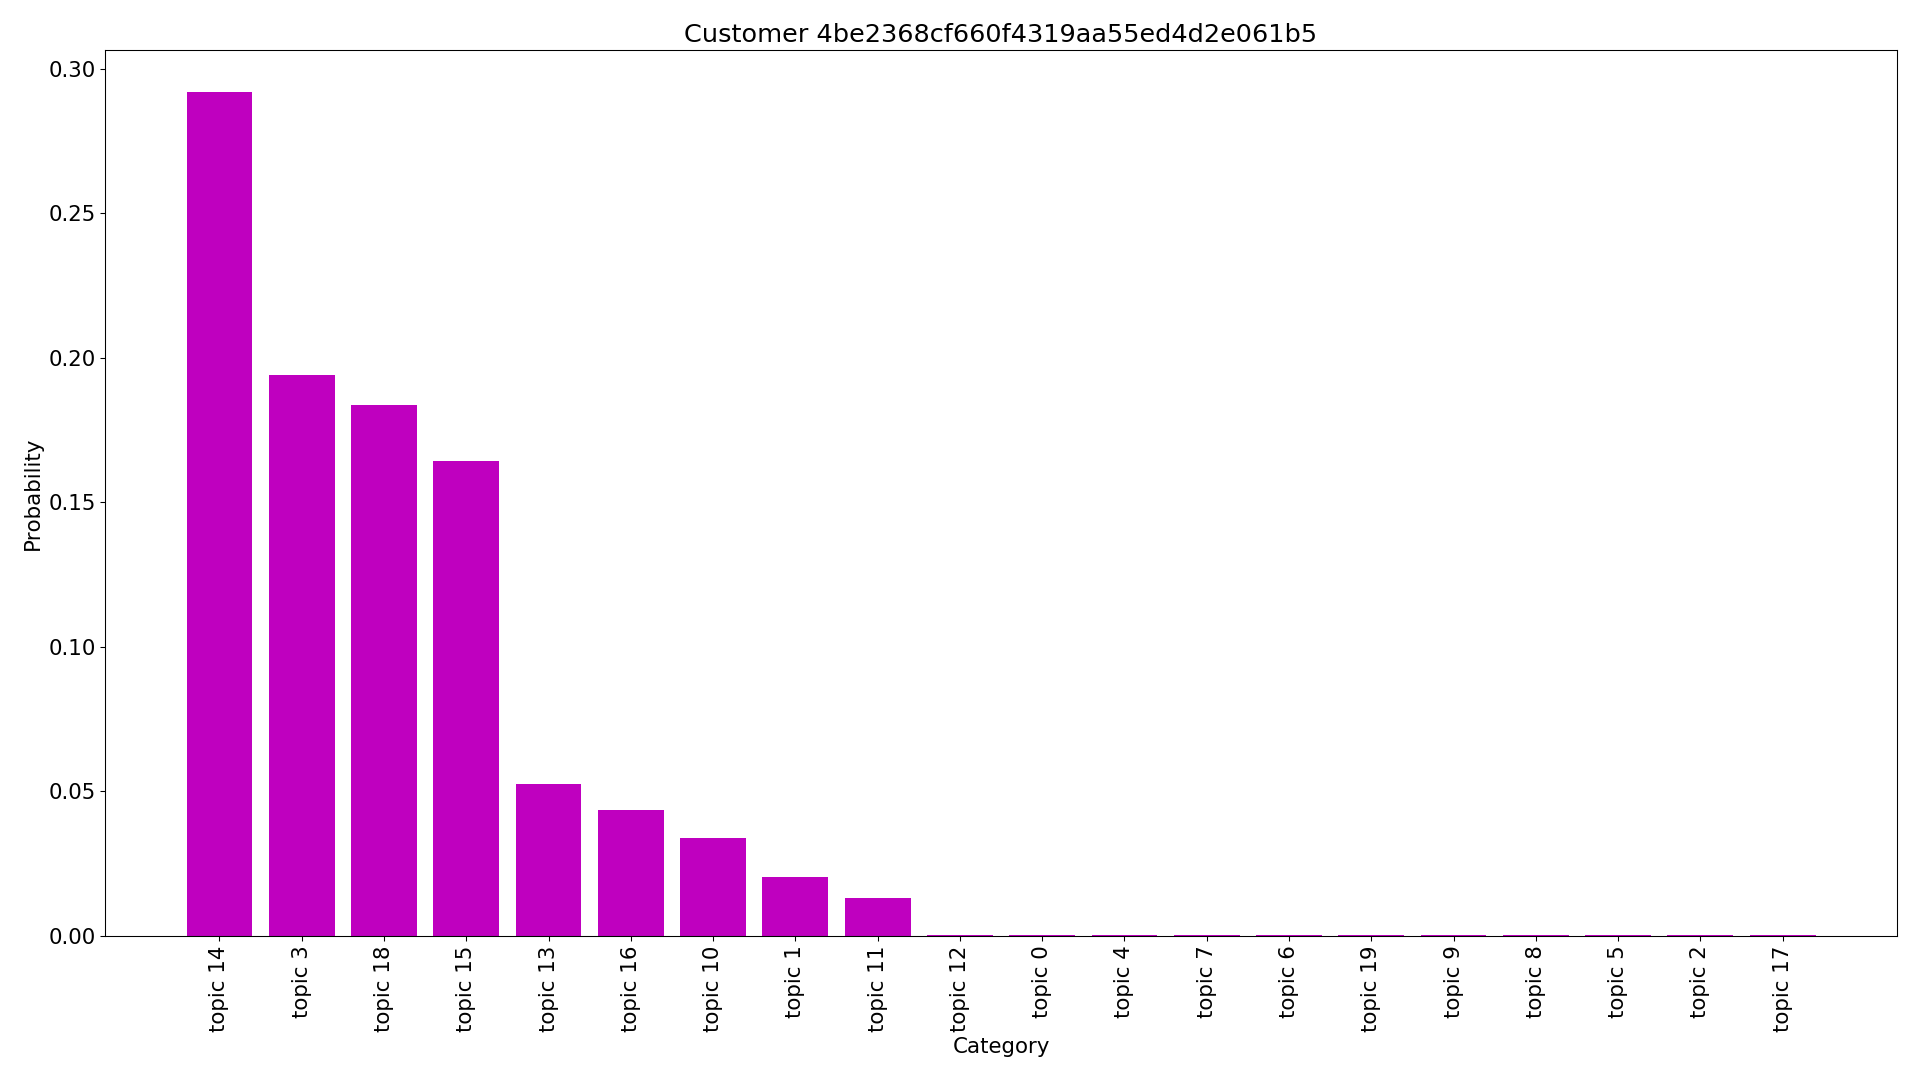 Customer 4be2368cf660f4319aa55ed4d2e061b5
Probability
0.30
0.25
0.20
0.15
0.10
0.05
0.00
topic 14
topic 3
topic 18
topic 15
topic 13
topic 16
topic 10
topic 1
topic 11
topic 12
topic 0
topic 4
topic 7
topic 6
topic 19
topic 9
topic 8
topic 5
topic 2
topic 17
Category